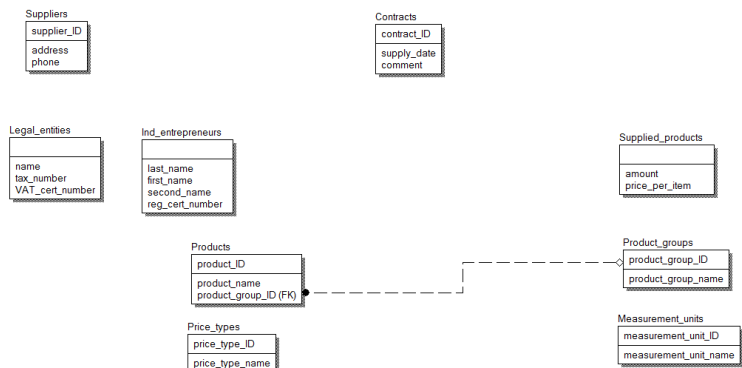 Suppliers
supplier_ID
address
phone
Contracts
contract_ID
supply_date
comment
Legal_entities
name
tax_number
VAT_cert_number
Ind_entrepreneurs
last_name
first_name
second_name
reg_cert_number
Supplied_products
amount
price_per_item
Products
product_ID
product_name
product_group_ID (FK)
Product_groups
product_group_ID
product_group_name
Price_types
price_type_ID
price_type_name
Measurement_units
measurement_unit_ID
measurement_unit_name